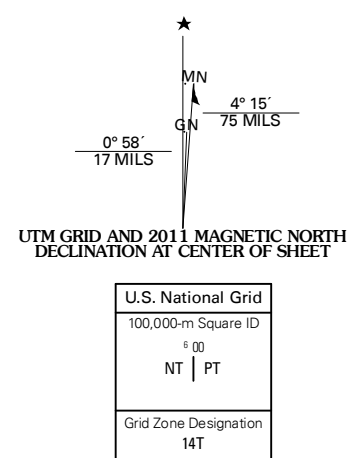 ★
MN
4° 15´
75 MILS
GN
0° 58´
17 MILS
UTM GRID AND 2011 MAGNETIC NORTH
DECLINATION AT CENTER OF SHEET
U.S. National Grid
100,000-m Square ID
6 00
NT | PT
Grid Zone Designation
14T